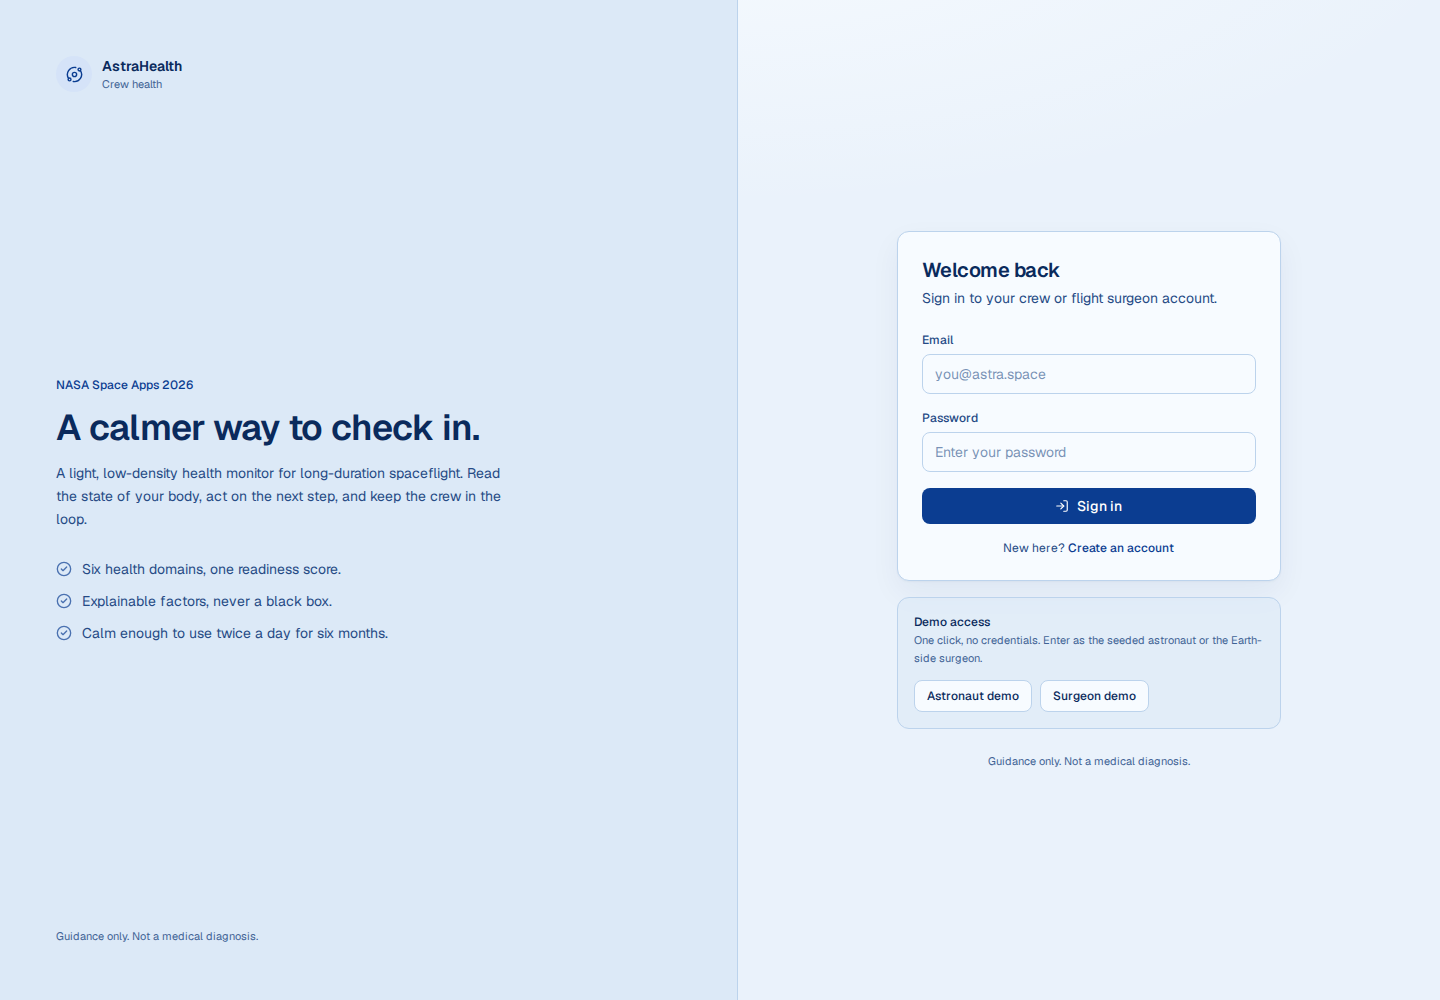 AstraHealth
Crew health
NASA Space Apps 2026
A calmer way to check in.
A light, low-density health monitor for long-duration spaceflight. Read
the state of your body, act on the next step, and keep the crew in the
loop.
Six health domains, one readiness score.
Explainable factors, never a black box.
Calm enough to use twice a day for six months.
Guidance only. Not a medical diagnosis.
Welcome back
Sign in to your crew or flight surgeon account.
Email
you@astra.space
Password
Enter your password
Sign in
New here? Create an account
Demo access
One click, no credentials. Enter as the seeded astronaut or the Earth-
side surgeon.
Astronaut demo
Surgeon demo
Guidance only. Not a medical diagnosis.